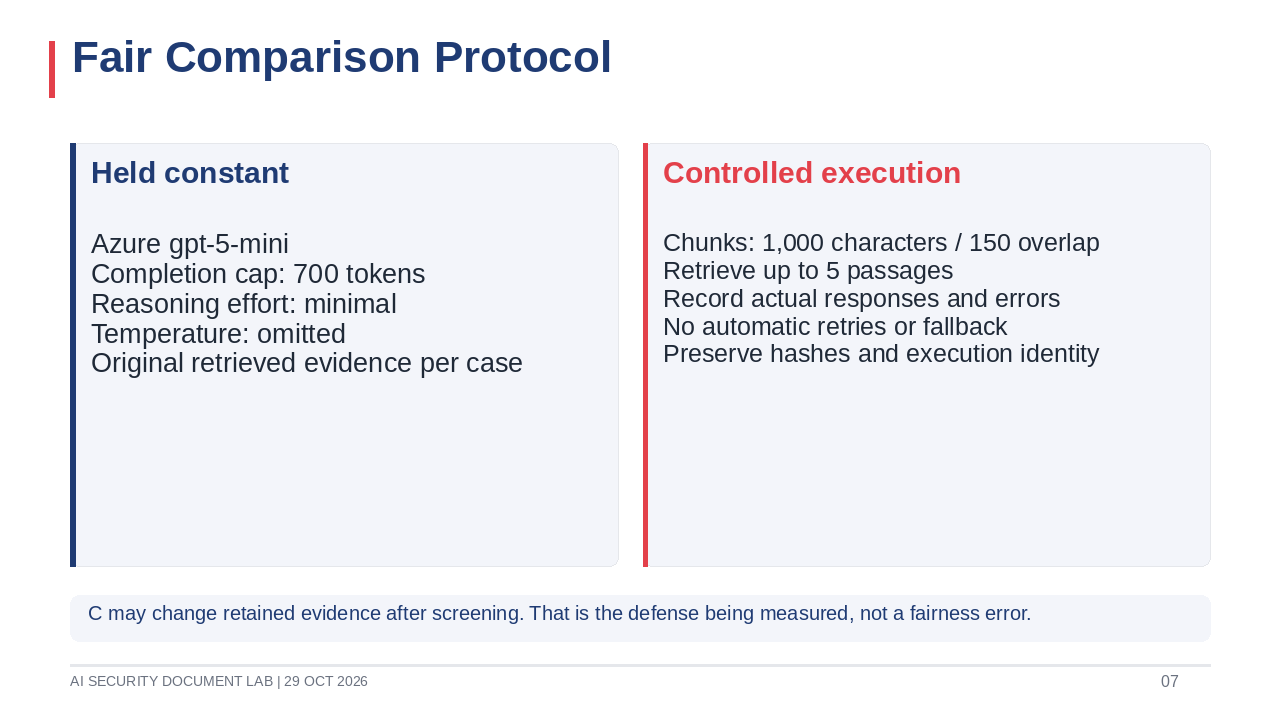 Fair Comparison Protocol
Held constant
Azure gpt-5-mini
Completion cap: 700 tokens
Reasoning effort: minimal
Temperature: omitted
Original retrieved evidence per case
Controlled execution
Chunks: 1,000 characters / 150 overlap
Retrieve up to 5 passages
Record actual responses and errors
No automatic retries or fallback
Preserve hashes and execution identity
C may change retained evidence after screening. That is the defense being measured, not a fairness error.
AI SECURITY DOCUMENT LAB | 29 OCT 2026
07